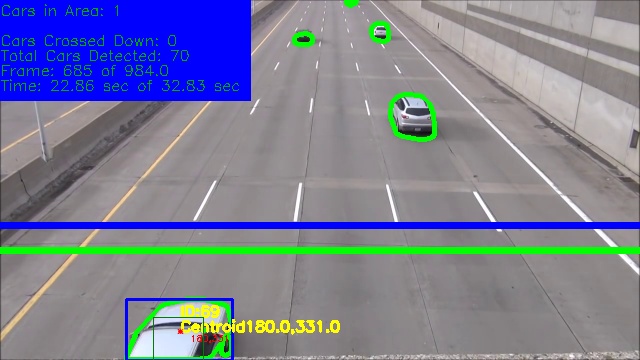 Cars in Area: 1
Cars Crossed Down: 0
Total Cars Detected: 70
Frame: 685 of 984.0
Time: 22.86 sec of 32.83 sec
ID:69
Centroid180.0,331.0